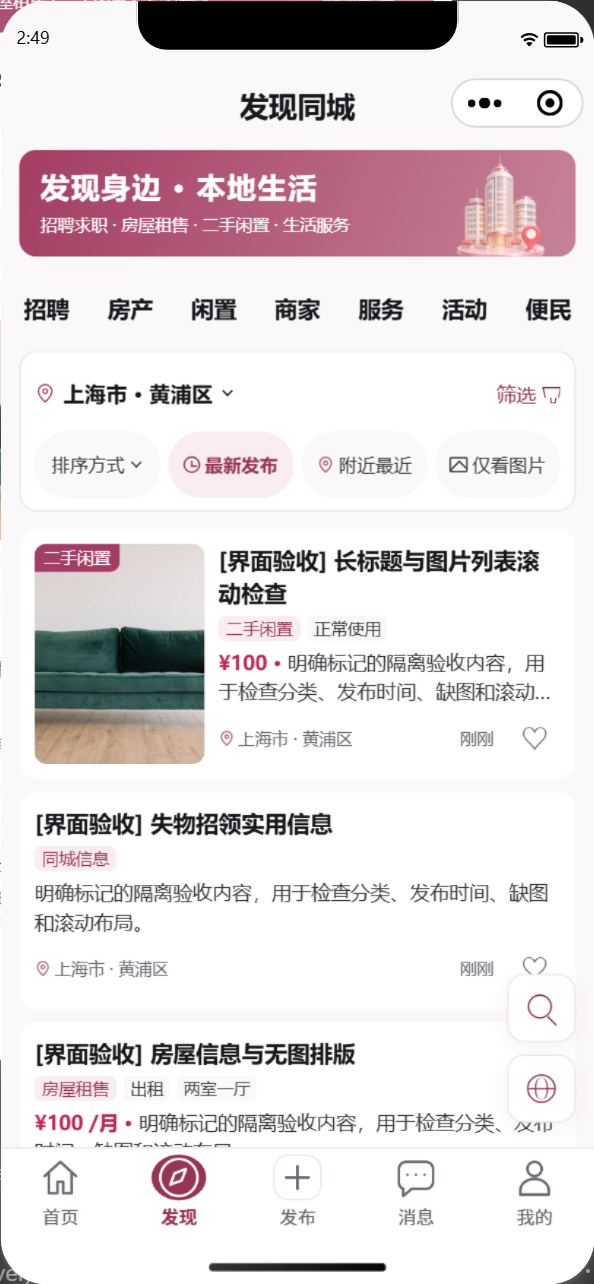 2:49
发现同城
发现身边・本地生活
招聘求职 · 房屋租售 · 二手闲置 · 生活服务
招聘 房产 闲置 商家 服务 活动 便民
上海市 • 黄浦区 筛选
排序方式 最新发布 附近最近 仅看图片
二手闲置
[界面验收] 长标题与图片列表滚
动检查
二手闲置 正常使用
¥100 • 明确标记的隔离验收内容，用
于检查分类、发布时间、缺图和滚动...
上海市 · 黄浦区 刚刚
[界面验收] 失物招领实用信息
同城信息
明确标记的隔离验收内容，用于检查分类、发布时间、缺图
和滚动布局。
上海市 · 黄浦区 刚刚
[界面验收] 房屋信息与无图排版
房屋租售 出租 两室一厅
¥100 /月 • 明确标记的隔离验收内容，用于检查分类、发布
时间、缺图和滚动布局。
首页 发现 发布 消息 我的